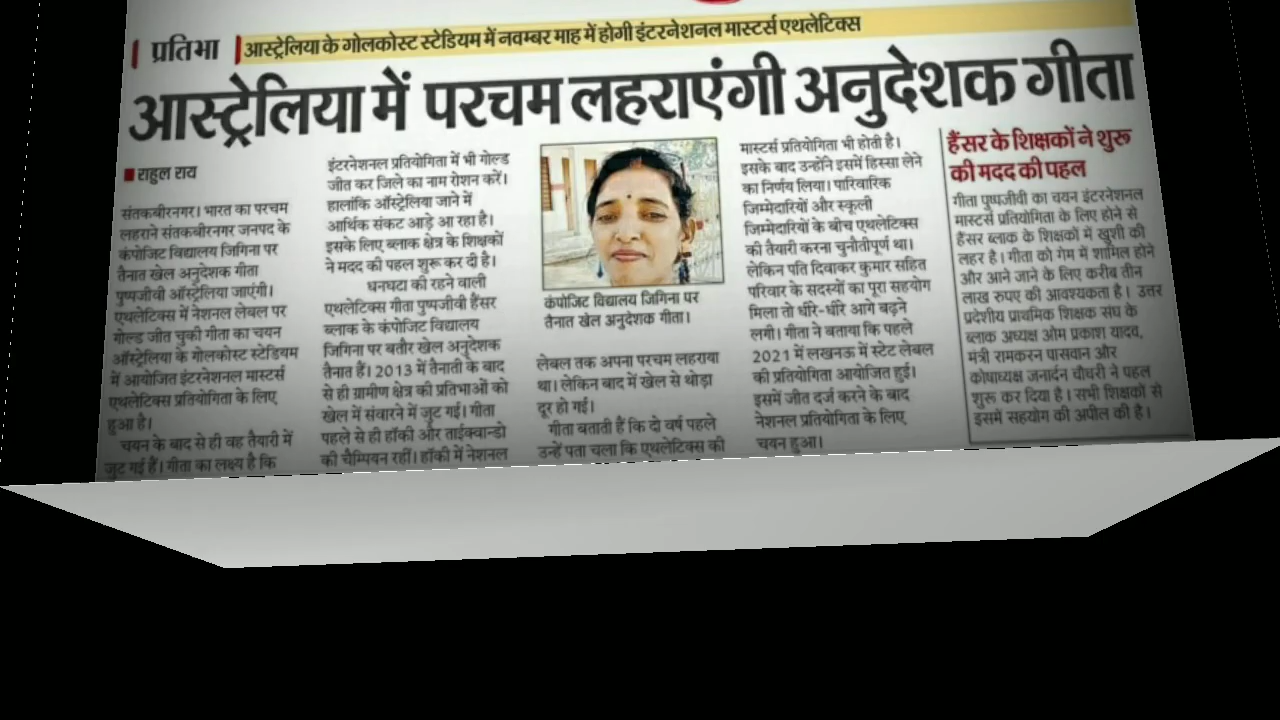 प्रतिभा
आस्ट्रेलिया के गोलकोस्ट स्टेडियम में नवम्बर माह में होगी इंटरनेशनल मास्टर्स एथलेटिक्स
आस्ट्रेलिया में परचम लहराएंगी अनुदेशक गीता
राहुल राय
संतकबीरनगर। भारत का परचम
लहराने संतकबीरनगर जनपद के
कंपोजिट विद्यालय जिगिना पर
तैनात खेल अनुदेशक गीता
पुष्पजीवी ऑस्ट्रेलिया जाएंगी।
एथलेटिक्स में नेशनल लेबल पर
गोल्ड जीत चुकी गीता का चयन
ऑस्ट्रेलिया के गोलकोस्ट स्टेडियम
में आयोजित इंटरनेशनल मास्टर्स
एथलेटिक्स प्रतियोगिता के लिए
हुआ है।
चयन के बाद से ही वह तैयारी में
जुट गई हैं। गीता का लक्ष्य है कि
इंटरनेशनल प्रतियोगिता में भी गोल्ड
जीत कर जिले का नाम रोशन करें।
हालांकि ऑस्ट्रेलिया जाने में
आर्थिक संकट आड़े आ रहा है।
इसके लिए ब्लाक क्षेत्र के शिक्षकों
ने मदद की पहल शुरू कर दी है।
धनघटा की रहने वाली
एथलेटिक्स गीता पुष्पजीवी हैंसर
ब्लाक के कंपोजिट विद्यालय
जिगिना पर बतौर खेल अनुदेशक
तैनात हैं। 2013 में तैनाती के बाद
से ही ग्रामीण क्षेत्र की प्रतिभाओं को
खेल में संवारने में जुट गई। गीता
पहले से ही हॉकी और ताईक्वान्डो
की चैम्पियन रहीं। हॉकी में नेशनल
कंपोजिट विद्यालय जिगिना पर
तैनात खेल अनुदेशक गीता।
लेबल तक अपना परचम लहराया
था। लेकिन बाद में खेल से थोड़ा
दूर हो गई।
गीता बताती हैं कि दो वर्ष पहले
उन्हें पता चला कि एथलेटिक्स की
मास्टर्स प्रतियोगिता भी होती है।
इसके बाद उन्होंने इसमें हिस्सा लेने
का निर्णय लिया। पारिवारिक
जिम्मेदारियों और स्कूली
जिम्मेदारियों के बीच एथलेटिक्स
की तैयारी करना चुनौतीपूर्ण था।
लेकिन पति दिवाकर कुमार सहित
परिवार के सदस्यों का पूरा सहयोग
मिला तो धीरे-धीरे आगे बढ़ने
लगी। गीता ने बताया कि पहले
2021 में लखनऊ में स्टेट लेबल
की प्रतियोगिता आयोजित हुई।
इसमें जीत दर्ज करने के बाद
नेशनल प्रतियोगिता के लिए
चयन हुआ।
हैंसर के शिक्षकों ने शुरू
की मदद की पहल
गीता पुष्पजीवी का चयन इंटरनेशनल
मास्टर्स प्रतियोगिता के लिए होने से
हैंसर ब्लाक के शिक्षकों में खुशी की
लहर है। गीता को गेम में शामिल होने
और आने जाने के लिए करीब तीन
लाख रुपए की आवश्यकता है। उत्तर
प्रदेशीय प्राथमिक शिक्षक संघ के
ब्लाक अध्यक्ष ओम प्रकाश यादव,
मंत्री रामकरन पासवान और
कोषाध्यक्ष जनार्दन चौधरी ने पहल
शुरू कर दिया है। सभी शिक्षकों से
इसमें सहयोग की अपील की है।